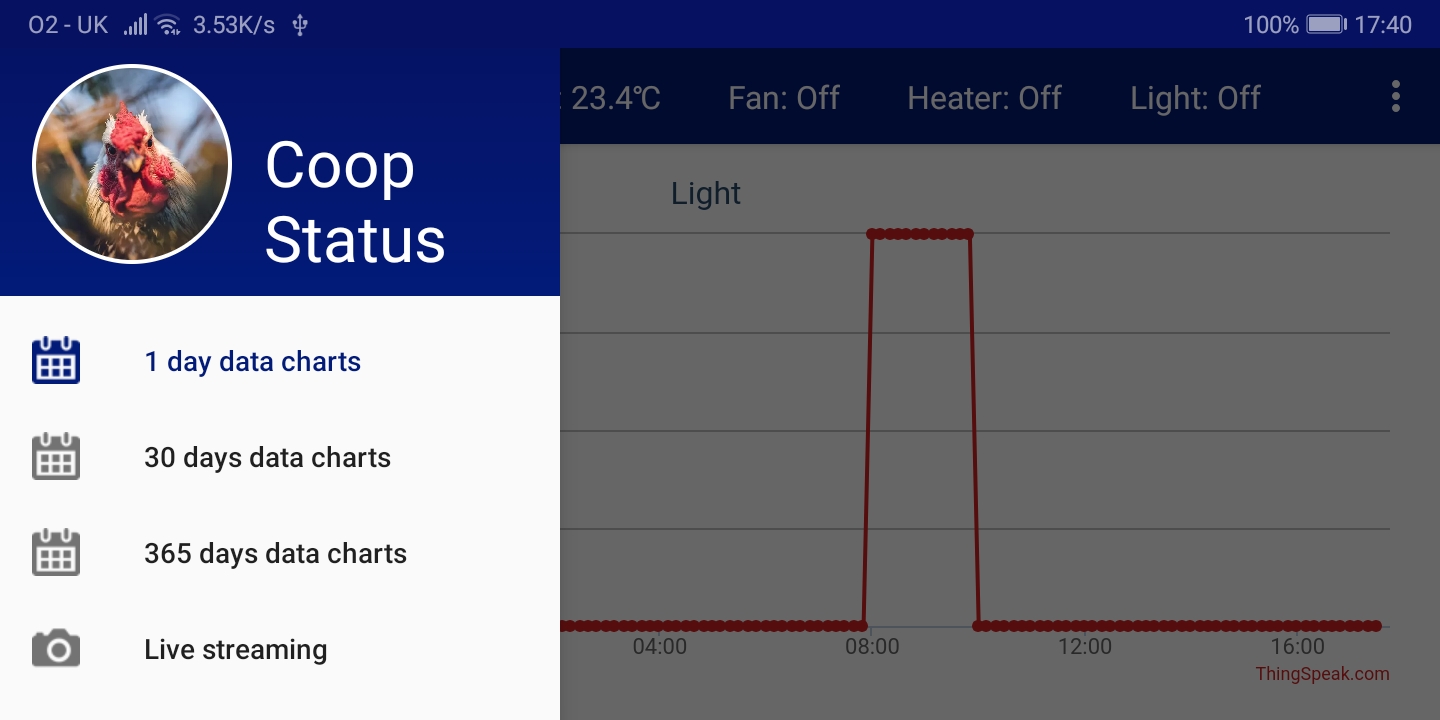 O2 - UK 3.53K/s 100% 17:40
: 23.4℃ Fan: Off Heater: Off Light: Off
Coop
Status
1 day data charts
30 days data charts
365 days data charts
Live streaming
Light
04:00 08:00 12:00 16:00
ThingSpeak.com